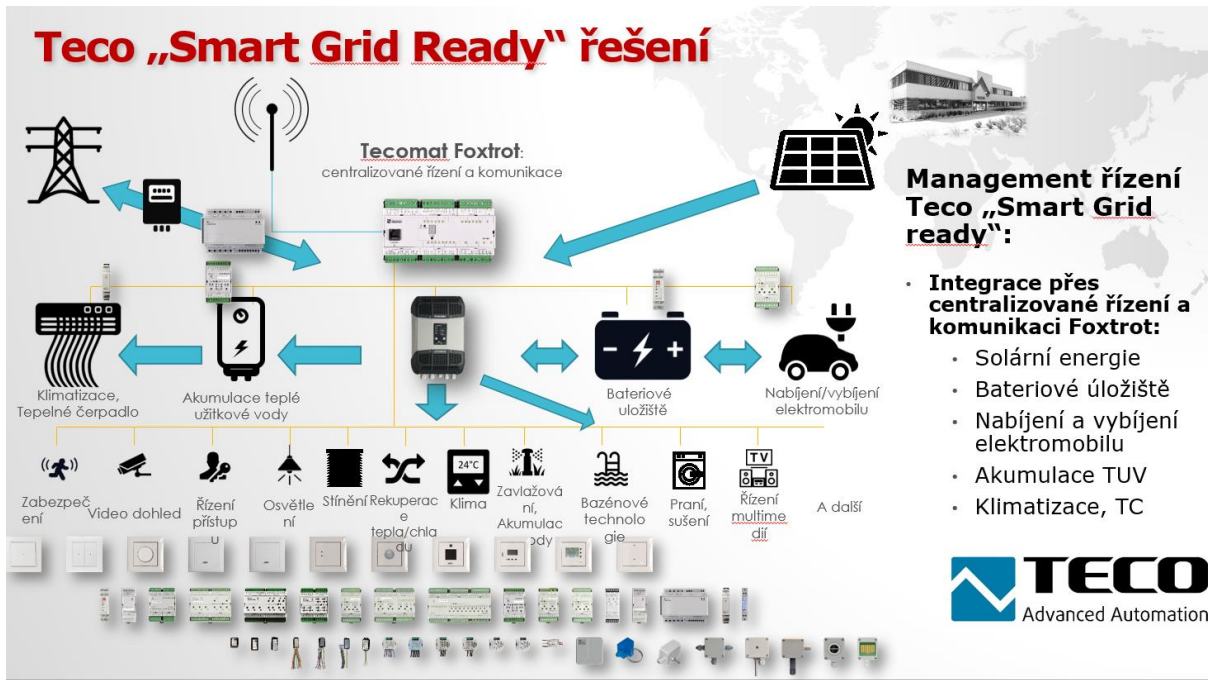 Teco „Smart Grid Ready“ řešení
Tecomat Foxtrot:
centralizované řízení a komunikace
Klimatizace,
Tepelné čerpadlo
Akumulace teplé
užitkové vody
Bateriové
uložiště
Nabíjení/vybíjení
elektromobilu
24°C
TV
Zabezpeč
ení
Video dohled
Řízení
přístup
u
Osvětle
ní
Stínění
Rekuperac
e
tepla/chla
du
Klima
Zavlažová
ní,
Akumulac
vody
Bazénové
technolo
gie
Praní,
sušení
Řízení
multime
dií
A další
Management řízení
Teco „Smart Grid
ready“:
• Integrace přes
centralizované řízení a
komunikaci Foxtrot:
• Solární energie
• Bateriové úložiště
• Nabíjení a vybíjení
elektromobilu
• Akumulace TUV
• Klimatizace, TC
TECO
Advanced Automation